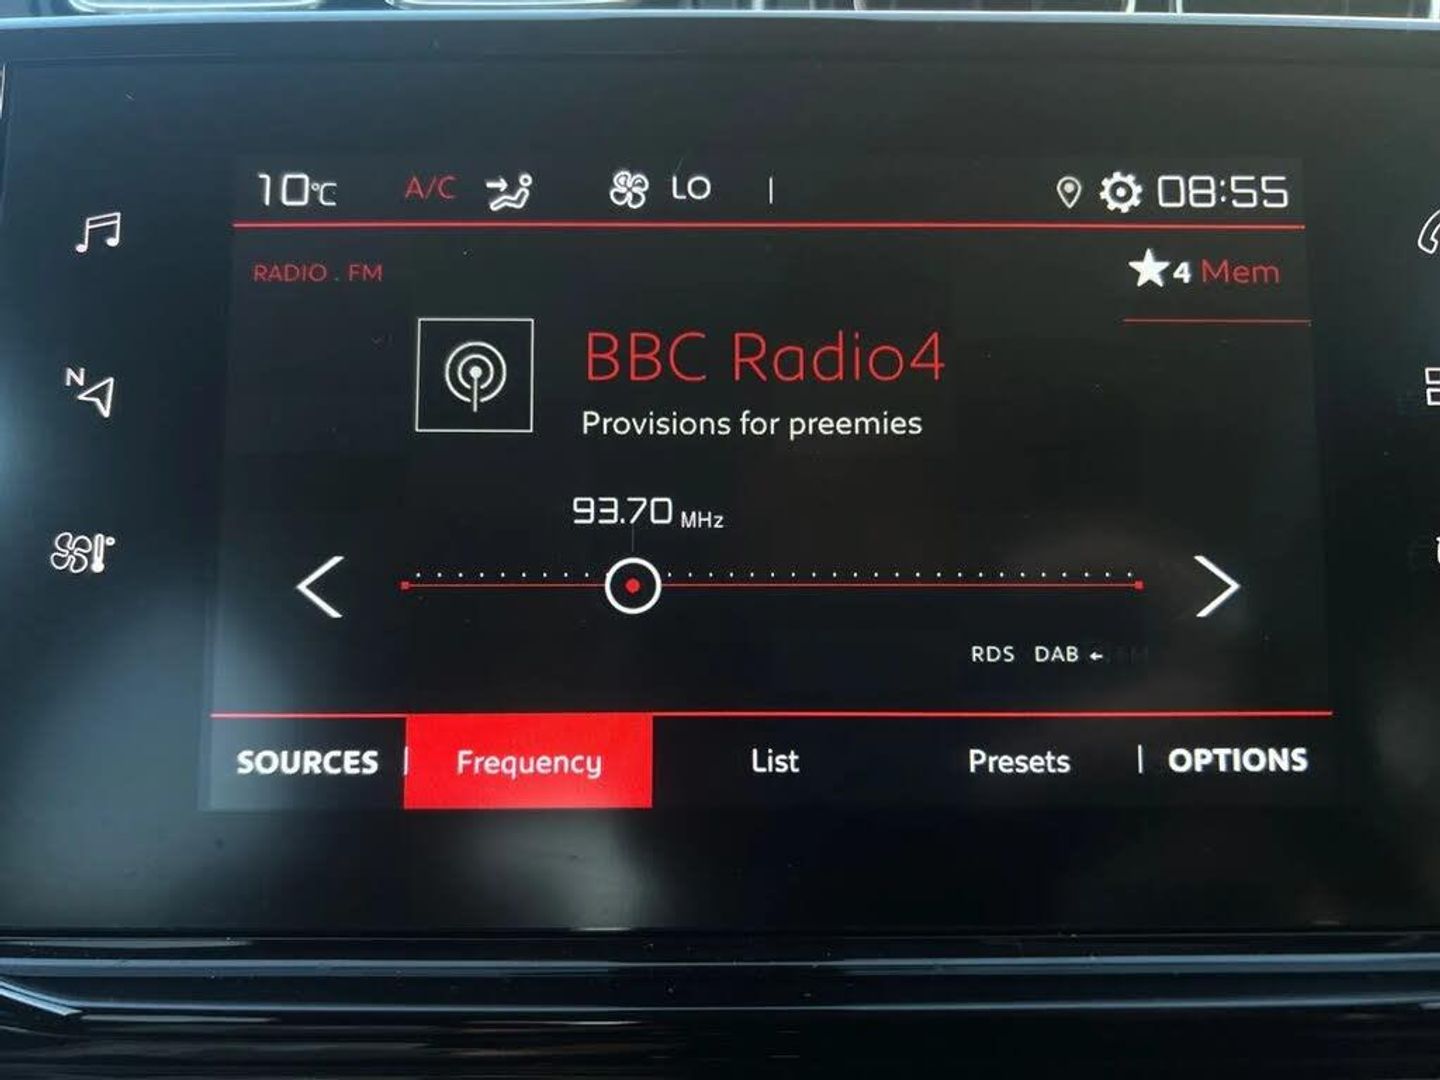 10°C A/C LO | 08:55
RADIO . FM
4 Mem
BBC Radio4
N
Provisions for preemies
93.70 MHz
RDS DAB ←
SOURCES | Frequency List Presets | OPTIONS